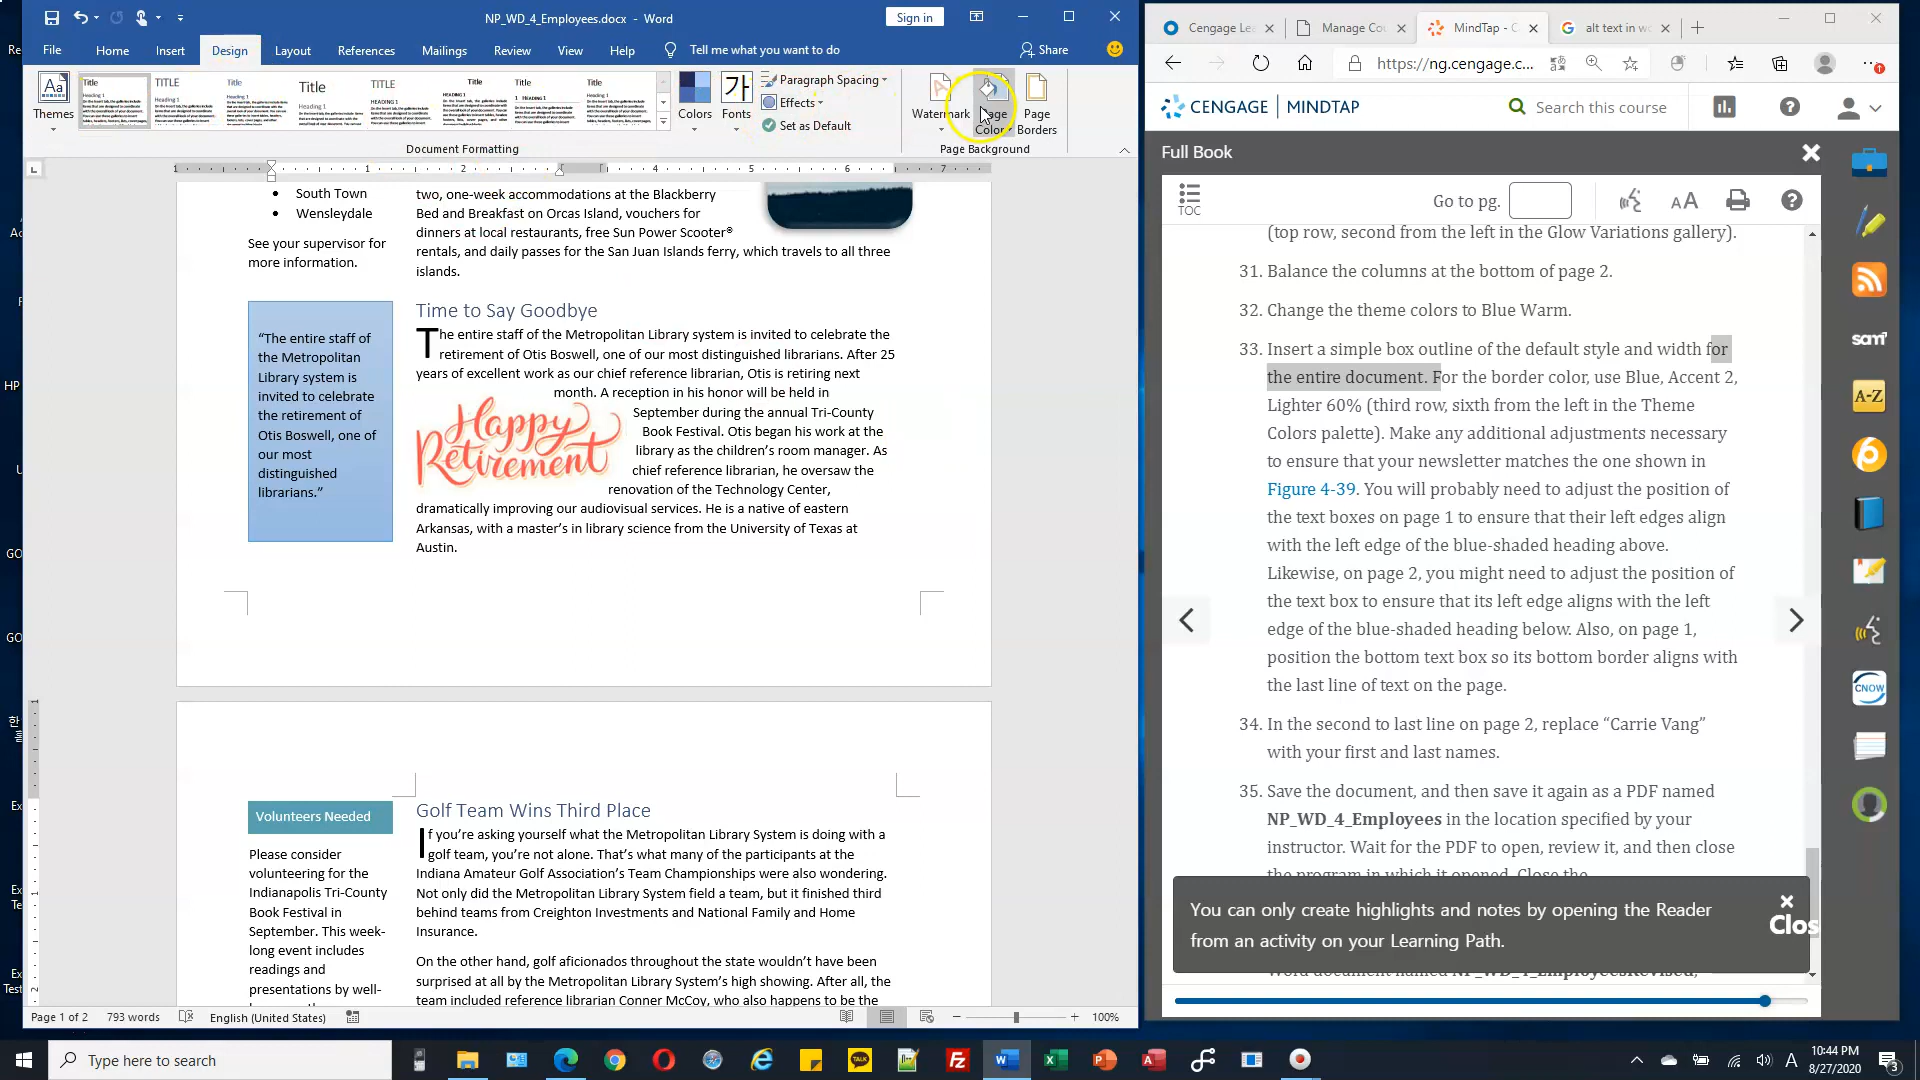 NP_WD_4_Employees.docx - Word
Sign in
File
Home
Insert
Design
Layout
References
Mailings
Review
View
Help
Tell me what you want to do
Share
Themes
Title
TITLE
Title
Title
TITLE
Title
Title
Title
Colors
가
Fonts
Paragraph Spacing
Effects
Set as Default
Watermark
Page
Color
Page
Borders
Document Formatting
Page Background
South Town
Wensleydale
See your supervisor for
more information.
two, one-week accommodations at the Blackberry
Bed and Breakfast on Orcas Island, vouchers for
dinners at local restaurants, free Sun Power Scooter®
rentals, and daily passes for the San Juan Islands ferry, which travels to all three
islands.
“The entire staff of
the Metropolitan
Library system is
invited to celebrate
the retirement of
Otis Boswell, one of
our most
distinguished
librarians.”
Time to Say Goodbye
The entire staff of the Metropolitan Library system is invited to celebrate the
retirement of Otis Boswell, one of our most distinguished librarians. After 25
years of excellent work as our chief reference librarian, Otis is retiring next
month. A reception in his honor will be held in
September during the annual Tri-County
Book Festival. Otis began his work at the
library as the children’s room manager. As
chief reference librarian, he oversaw the
renovation of the Technology Center,
Happy
Retirement
dramatically improving our audiovisual services. He is a native of eastern
Arkansas, with a master’s in library science from the University of Texas at
Austin.
Volunteers Needed
Please consider
volunteering for the
Indianapolis Tri-County
Book Festival in
September. This week-
long event includes
readings and
presentations by well-
Golf Team Wins Third Place
If you’re asking yourself what the Metropolitan Library System is doing with a
golf team, you’re not alone. That’s what many of the participants at the
Indiana Amateur Golf Association’s Team Championships were also wondering.
Not only did the Metropolitan Library System field a team, but it finished third
behind teams from Creighton Investments and National Family and Home
Insurance.
On the other hand, golf aficionados throughout the state wouldn’t have been
surprised at all by the Metropolitan Library System’s high showing. After all, the
team included reference librarian Conner McCoy, who also happens to be the
Page 1 of 2
793 words
English (United States)
100%
Cengage Lea
Manage Cou
MindTap - C
alt text in wo
https://ng.cengage.c...
CENGAGE | MINDTAP
Search this course
Full Book
TOC
Go to pg.
AA
(top row, second from the left in the Glow Variations gallery).
31. Balance the columns at the bottom of page 2.
32. Change the theme colors to Blue Warm.
33. Insert a simple box outline of the default style and width for
the entire document. For the border color, use Blue, Accent 2,
Lighter 60% (third row, sixth from the left in the Theme
Colors palette). Make any additional adjustments necessary
to ensure that your newsletter matches the one shown in
Figure 4-39. You will probably need to adjust the position of
the text boxes on page 1 to ensure that their left edges align
with the left edge of the blue-shaded heading above.
Likewise, on page 2, you might need to adjust the position of
the text box to ensure that its left edge aligns with the left
edge of the blue-shaded heading below. Also, on page 1,
position the bottom text box so its bottom border aligns with
the last line of text on the page.
34. In the second to last line on page 2, replace “Carrie Vang”
with your first and last names.
35. Save the document, and then save it again as a PDF named
NP_WD_4_Employees in the location specified by your
instructor. Wait for the PDF to open, review it, and then close
the program in which it opened. Close the
You can only create highlights and notes by opening the Reader
from an activity on your Learning Path.
Clos
Word document named NP_WD_4_EmployeesRevised,
sam
A-Z
CNOW
Type here to search
TALK
A
10:44 PM
8/27/2020
3